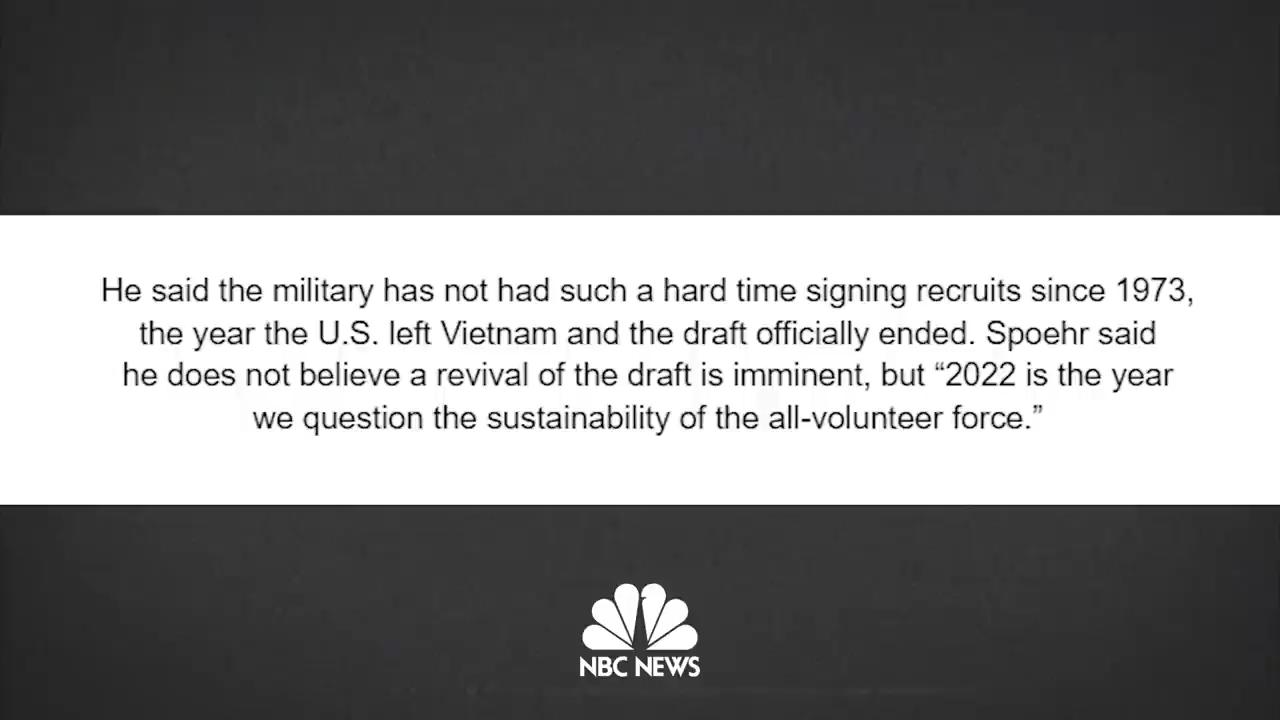 He said the military has not had such a hard time signing recruits since 1973,
the year the U.S. left Vietnam and the draft officially ended. Spoehr said
he does not believe a revival of the draft is imminent, but “2022 is the year
we question the sustainability of the all-volunteer force.”
NBC NEWS